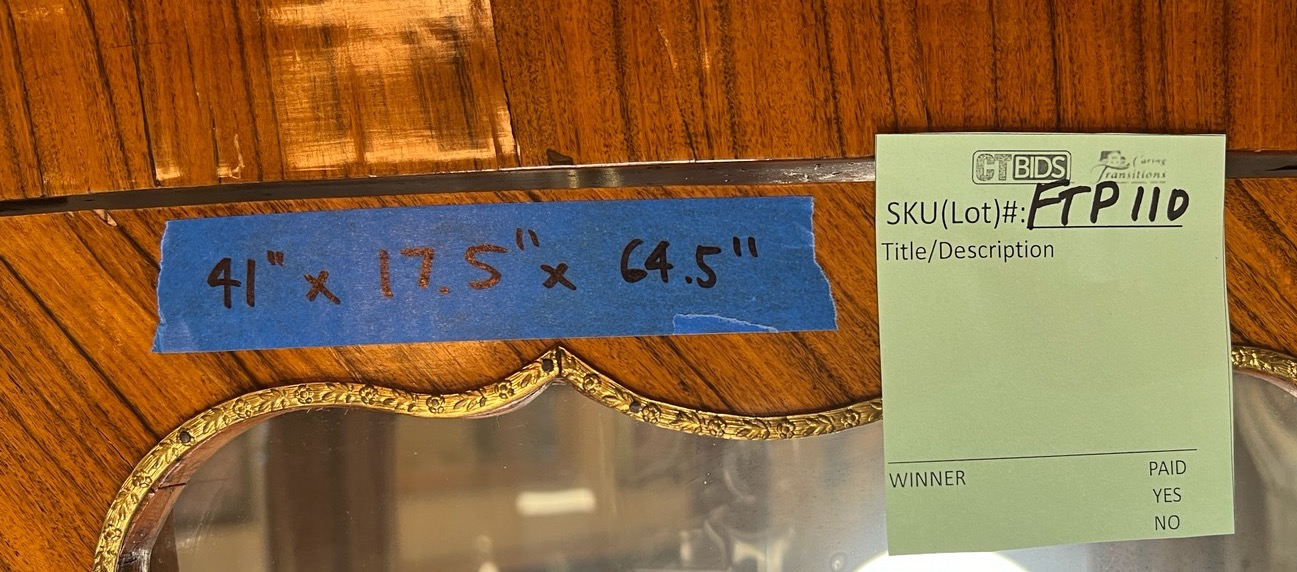 41" x 17.5" x 64.5"
CTBIDS Caring Transitions
SKU(Lot)#: FTP110
Title/Description
WINNER PAID
YES
NO